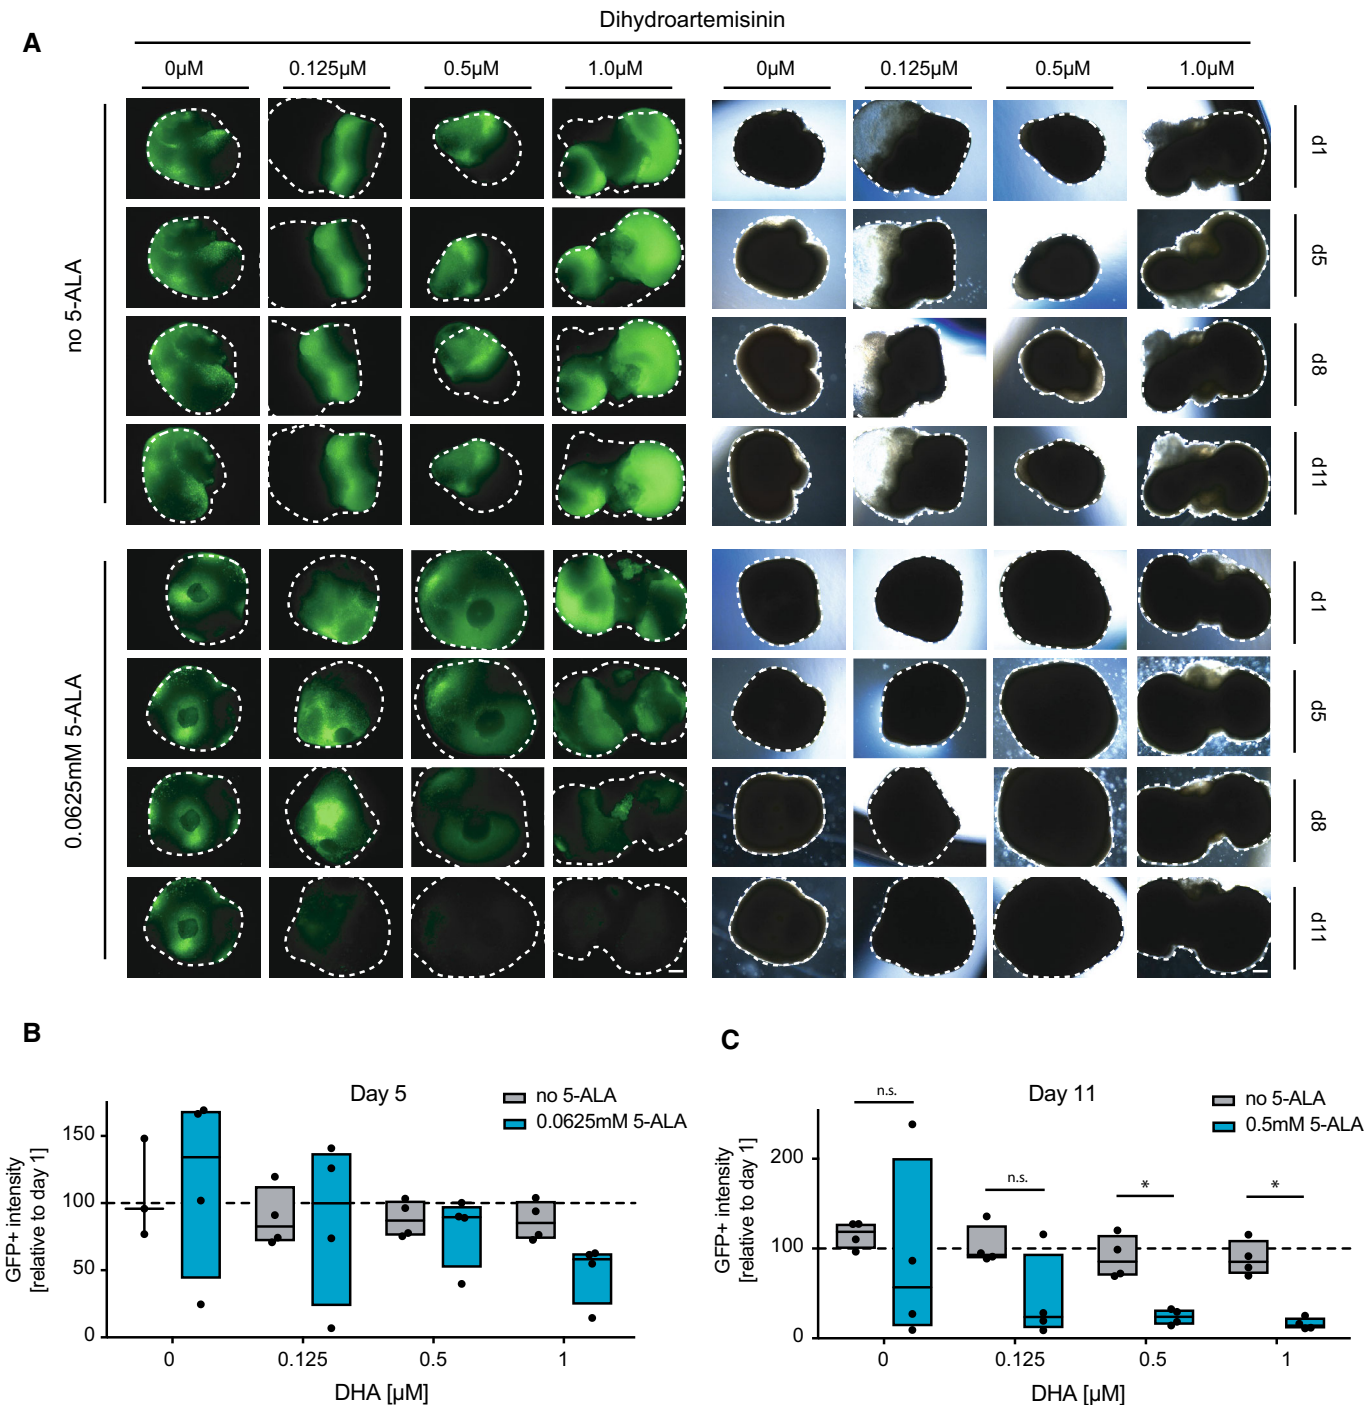 Dihydroartemisinin
A
0µM 0.125µM 0.5µM 1.0µM 0µM 0.125µM 0.5µM 1.0µM
no 5-ALA
d1
d5
d8
d11
0.0625mM 5-ALA
d1
d5
d8
d11
B
Day 5
no 5-ALA
0.0625mM 5-ALA
GFP+ intensity
[relative to day 1]
150
100
50
0
0 0.125 0.5 1
DHA [µM]
C
Day 11
no 5-ALA
0.5mM 5-ALA
n.s.
n.s.
*
*
GFP+ intensity
[relative to day 1]
200
100
0
0 0.125 0.5 1
DHA [µM]